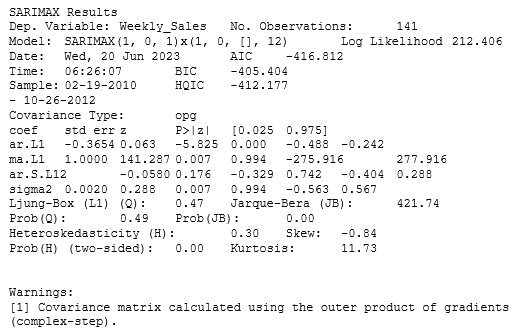 SARIMAX Results
Dep. Variable: Weekly_Sales No. Observations: 141
Model: SARIMAX(1, 0, 1)x(1, 0, [], 12) Log Likelihood 212.406
Date: Wed, 20 Jun 2023 AIC -416.812
Time: 06:26:07 BIC -405.404
Sample: 02-19-2010 HQIC -412.177
- 10-26-2012
Covariance Type: opg
coef std err z P>|z| [0.025 0.975]
ar.L1 -0.3654 0.063 -5.825 0.000 -0.488 -0.242
ma.L1 1.0000 141.287 0.007 0.994 -275.916 277.916
ar.S.L12 -0.0580 0.176 -0.329 0.742 -0.404 0.288
sigma2 0.0020 0.288 0.007 0.994 -0.563 0.567
Ljung-Box (L1) (Q): 0.47 Jarque-Bera (JB): 421.74
Prob(Q): 0.49 Prob(JB): 0.00
Heteroskedasticity (H): 0.30 Skew: -0.84
Prob(H) (two-sided): 0.00 Kurtosis: 11.73
Warnings:
[1] Covariance matrix calculated using the outer product of gradients
(complex-step).